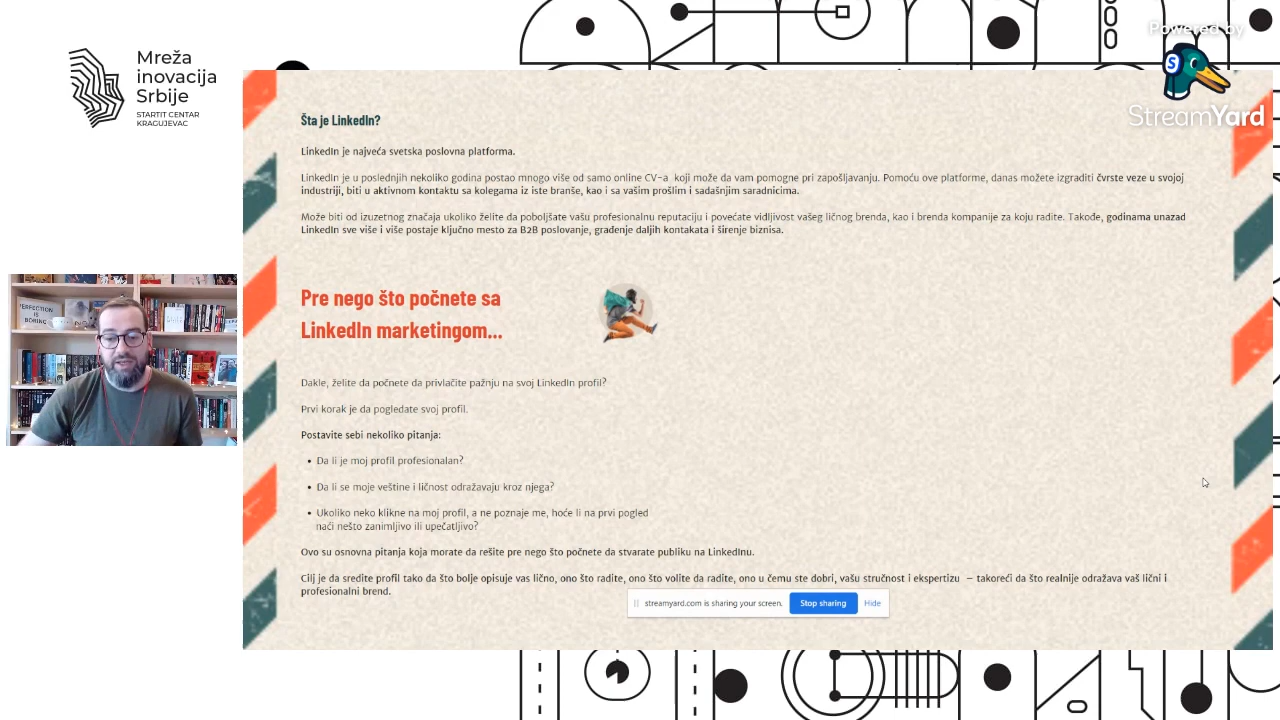 Mreža
inovacija
Srbije
STARTIT CENTAR
KRAGUJEVAC
Powered by
StreamYard
Šta je LinkedIn?
LinkedIn je najveća svetska poslovna platforma.
LinkedIn je u poslednjih nekoliko godina postao mnogo više od samo online CV-a koji može da vam pomogne pri zapošljavanju. Pomoću ove platforme, danas možete izgraditi čvrste veze u svojoj
industriji, biti u aktivnom kontaktu sa kolegama iz iste branše, kao i sa vašim prošlim i sadašnjim saradnicima.
Može biti od izuzetnog značaja ukoliko želite da poboljšate vašu profesionalnu reputaciju i povećate vidljivost vašeg ličnog brenda, kao i brenda kompanije za koju radite. Takođe, godinama unazad
LinkedIn sve više i više postaje ključno mesto za B2B poslovanje, građenje daljih kontakata i širenje biznisa.
Pre nego što počnete sa
LinkedIn marketingom...
Dakle, želite da počnete da privlačite pažnju na svoj LinkedIn profil?
Prvi korak je da pogledate svoj profil.
Postavite sebi nekoliko pitanja:
• Da li je moj profil profesionalan?
• Da li se moje veštine i ličnost odražavaju kroz njega?
• Ukoliko neko klikne na moj profil, a ne poznaje me, hoće li na prvi pogled
naći nešto zanimljivo ili upečatljivo?
Ovo su osnovna pitanja koja morate da rešite pre nego što počnete da stvarate publiku na LinkedInu.
Cilj je da sredite profil tako da što bolje opisuje vas lično, ono što radite, ono što volite da radite, ono u čemu ste dobri, vašu stručnost i ekspertizu – takoreći da što realnije odražava vaš lični i
profesionalni brend.
streamyard.com is sharing your screen.
Stop sharing
Hide
PERFECTION
IS
BORING